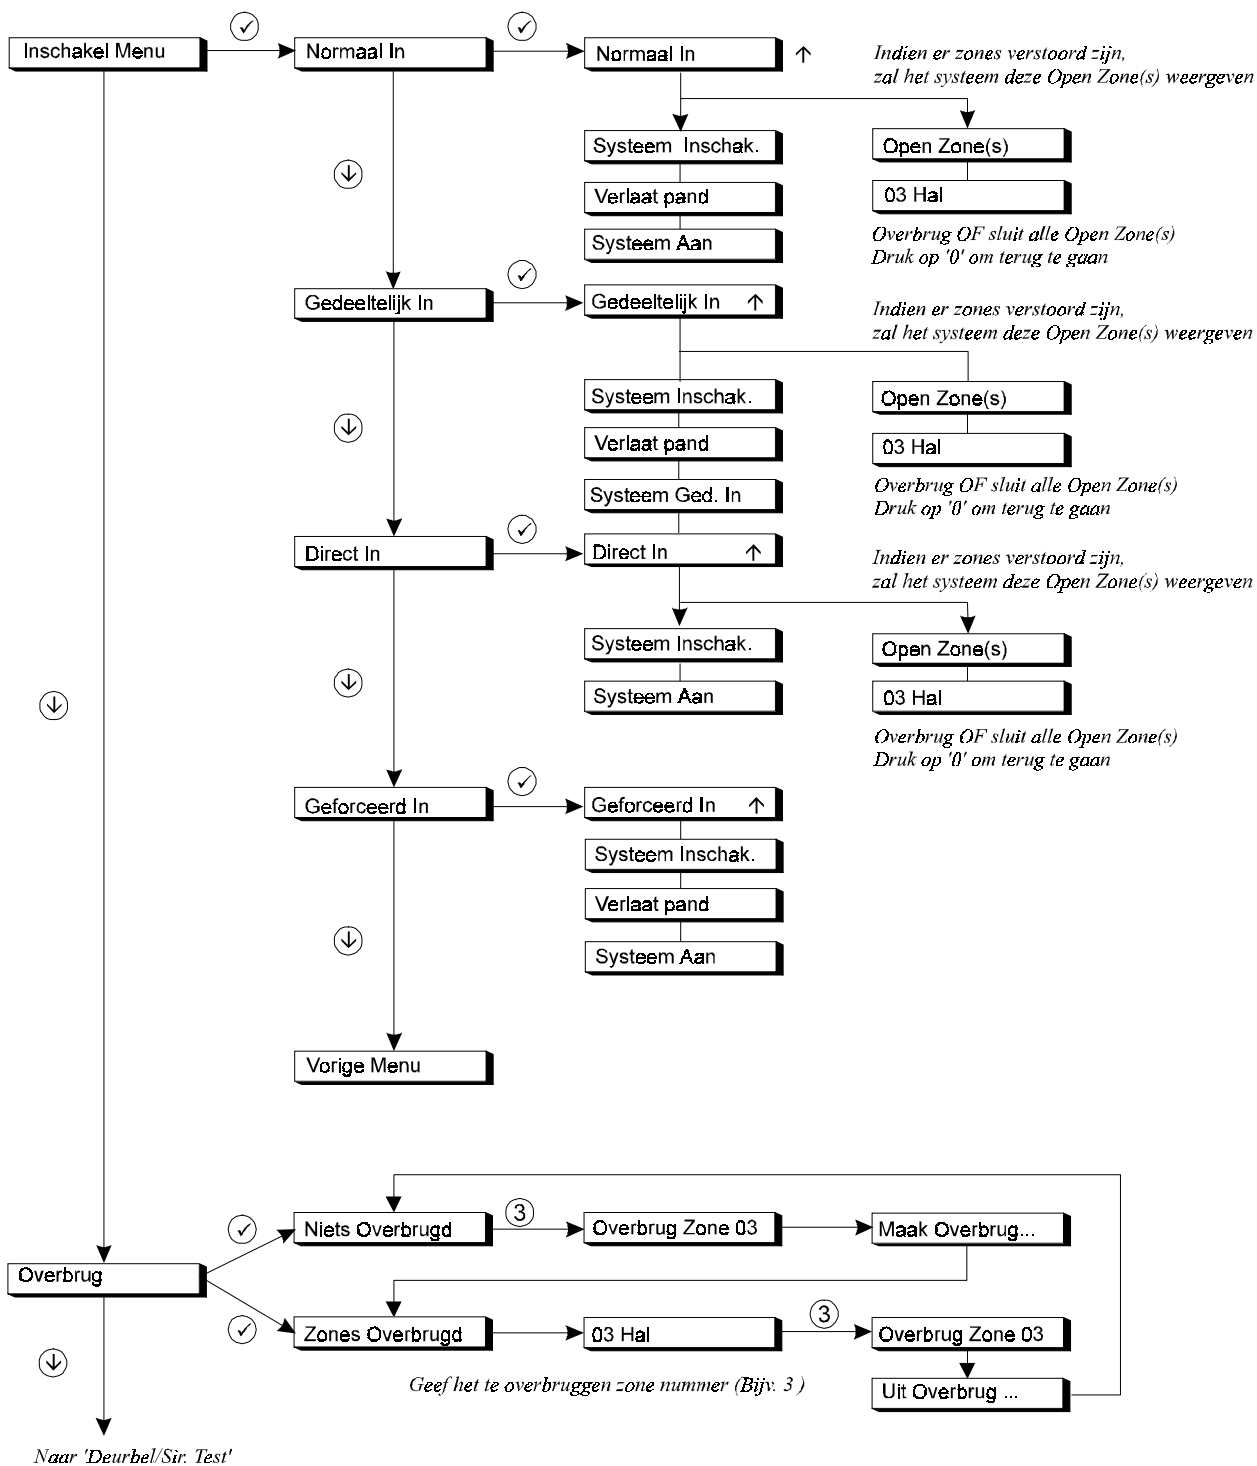 Inschakel Menu
Normaal In
Normaal In ↑
Indien er zones verstoord zijn,
zal het systeem deze Open Zone(s) weergeven
Systeem Inschak.
Open Zone(s)
Verlaat pand
03 Hal
Systeem Aan
Overbrug OF sluit alle Open Zone(s)
Druk op '0' om terug te gaan
Gedeeltelijk In
Gedeeltelijk In ↑
Indien er zones verstoord zijn,
zal het systeem deze Open Zone(s) weergeven
Systeem Inschak.
Open Zone(s)
Verlaat pand
03 Hal
Systeem Ged. In
Overbrug OF sluit alle Open Zone(s)
Druk op '0' om terug te gaan
Direct In
Direct In ↑
Indien er zones verstoord zijn,
zal het systeem deze Open Zone(s) weergeven
Systeem Inschak.
Open Zone(s)
Systeem Aan
03 Hal
Overbrug OF sluit alle Open Zone(s)
Druk op '0' om terug te gaan
Geforceerd In
Geforceerd In ↑
Systeem Inschak.
Verlaat pand
Systeem Aan
Vorige Menu
Niets Overbrugd
3
Overbrug Zone 03
Maak Overbrug...
Overbrug
Zones Overbrugd
03 Hal
3
Overbrug Zone 03
Geef het te overbruggen zone nummer (Bijv. 3 )
Uit Overbrug ...
Naar 'Deurbel/Sir. Test'